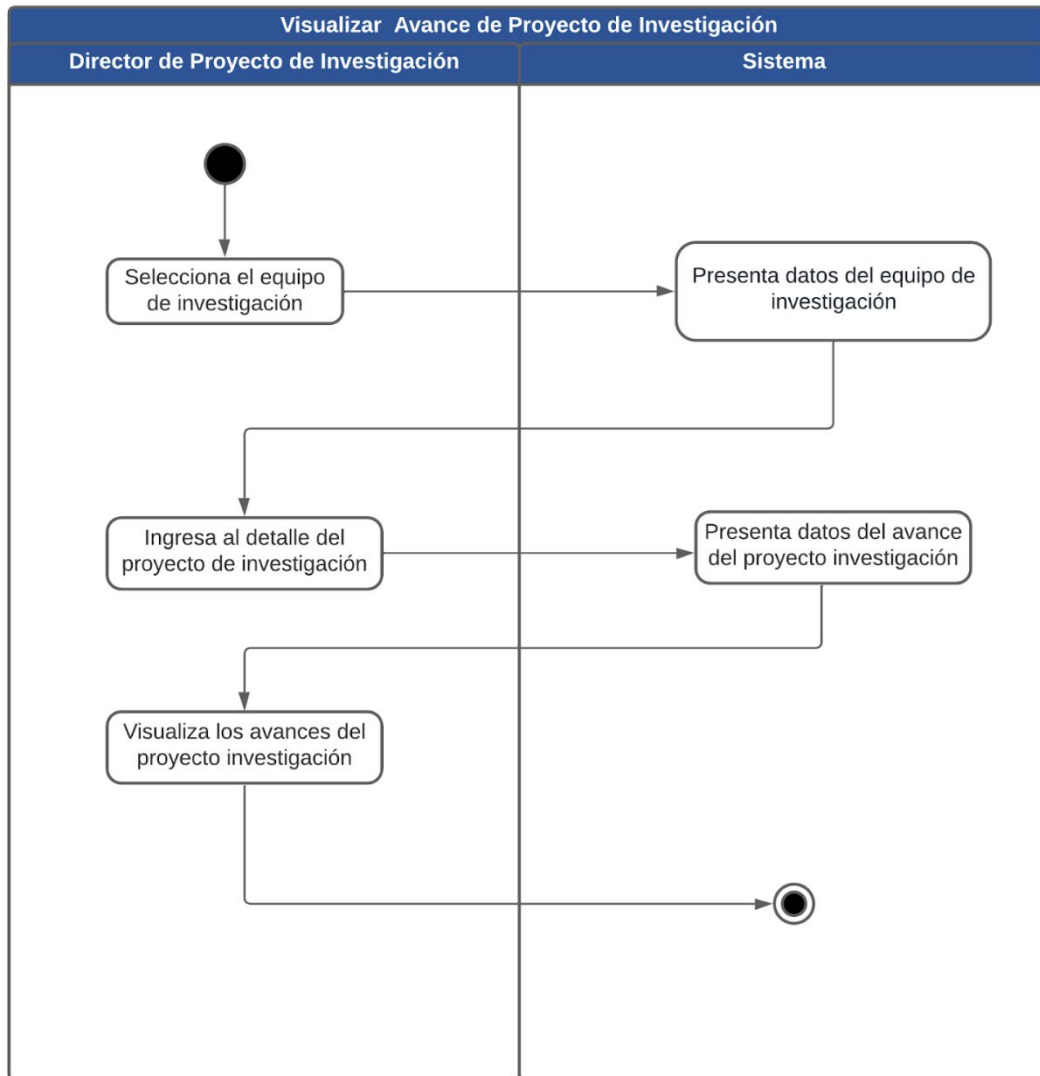 Visualizar Avance de Proyecto de Investigación
Director de Proyecto de Investigación
Sistema
Selecciona el equipo
de investigación
Presenta datos del equipo de
investigación
Ingresa al detalle del
proyecto de investigación
Presenta datos del avance
del proyecto investigación
Visualiza los avances del
proyecto investigación